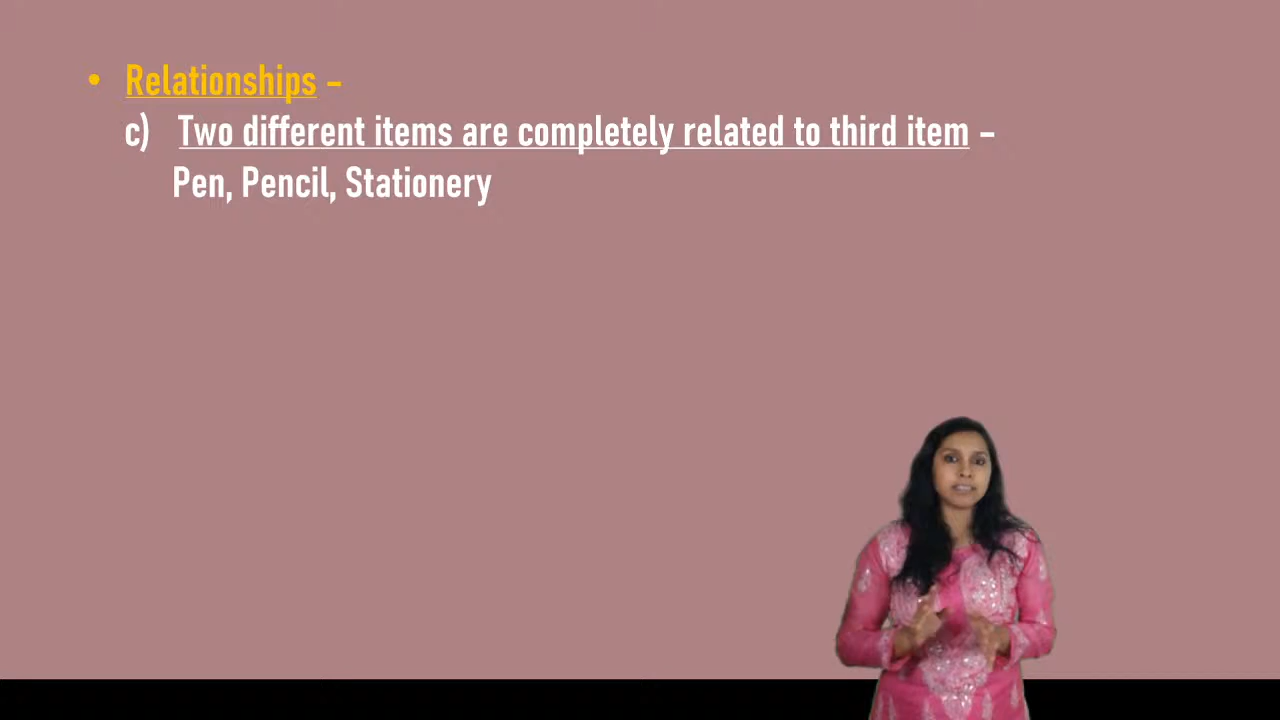 • Relationships –
c) Two different items are completely related to third item –
Pen, Pencil, Stationery